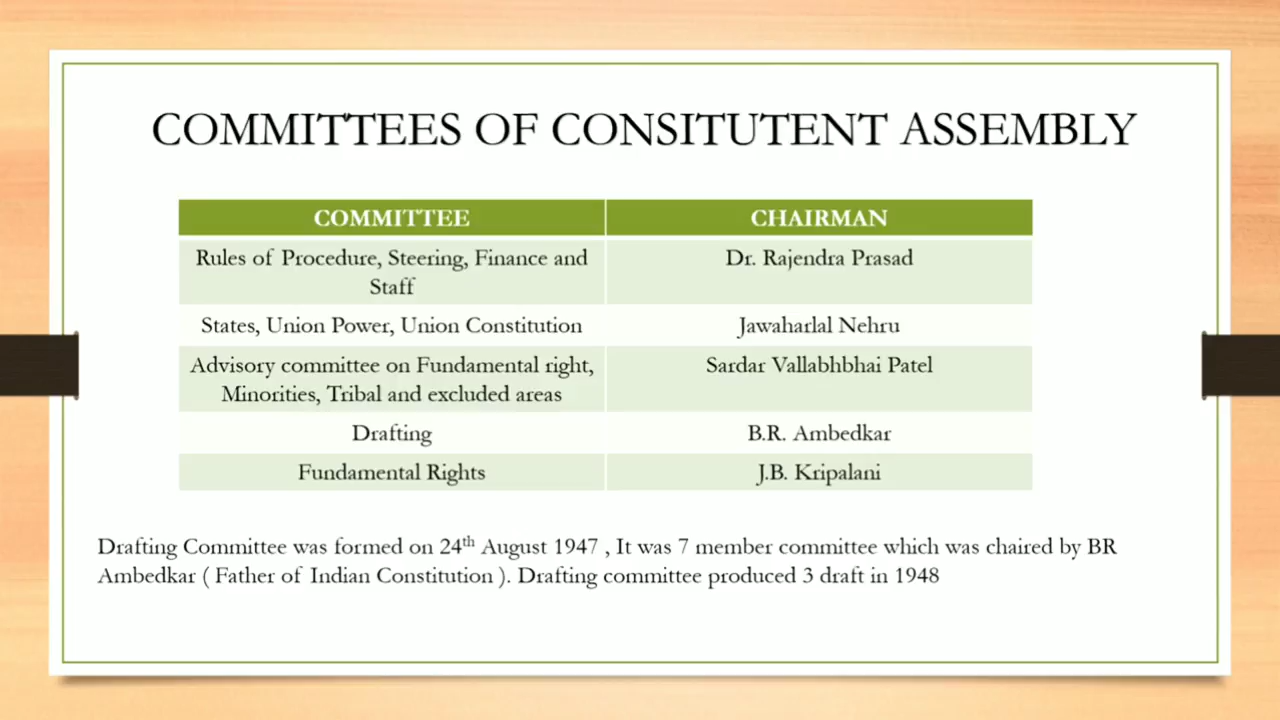 COMMITTEES OF CONSITUTENT ASSEMBLY
COMMITTEE CHAIRMAN
Rules of Procedure, Steering, Finance and Dr. Rajendra Prasad
Staff
States, Union Power, Union Constitution Jawaharlal Nehru
Advisory committee on Fundamental right, Sardar Vallabhbhai Patel
Minorities, Tribal and excluded areas
Drafting B.R. Ambedkar
Fundamental Rights J.B. Kripalani
Drafting Committee was formed on 24th August 1947 , It was 7 member committee which was chaired by BR
Ambedkar ( Father of Indian Constitution ). Drafting committee produced 3 draft in 1948